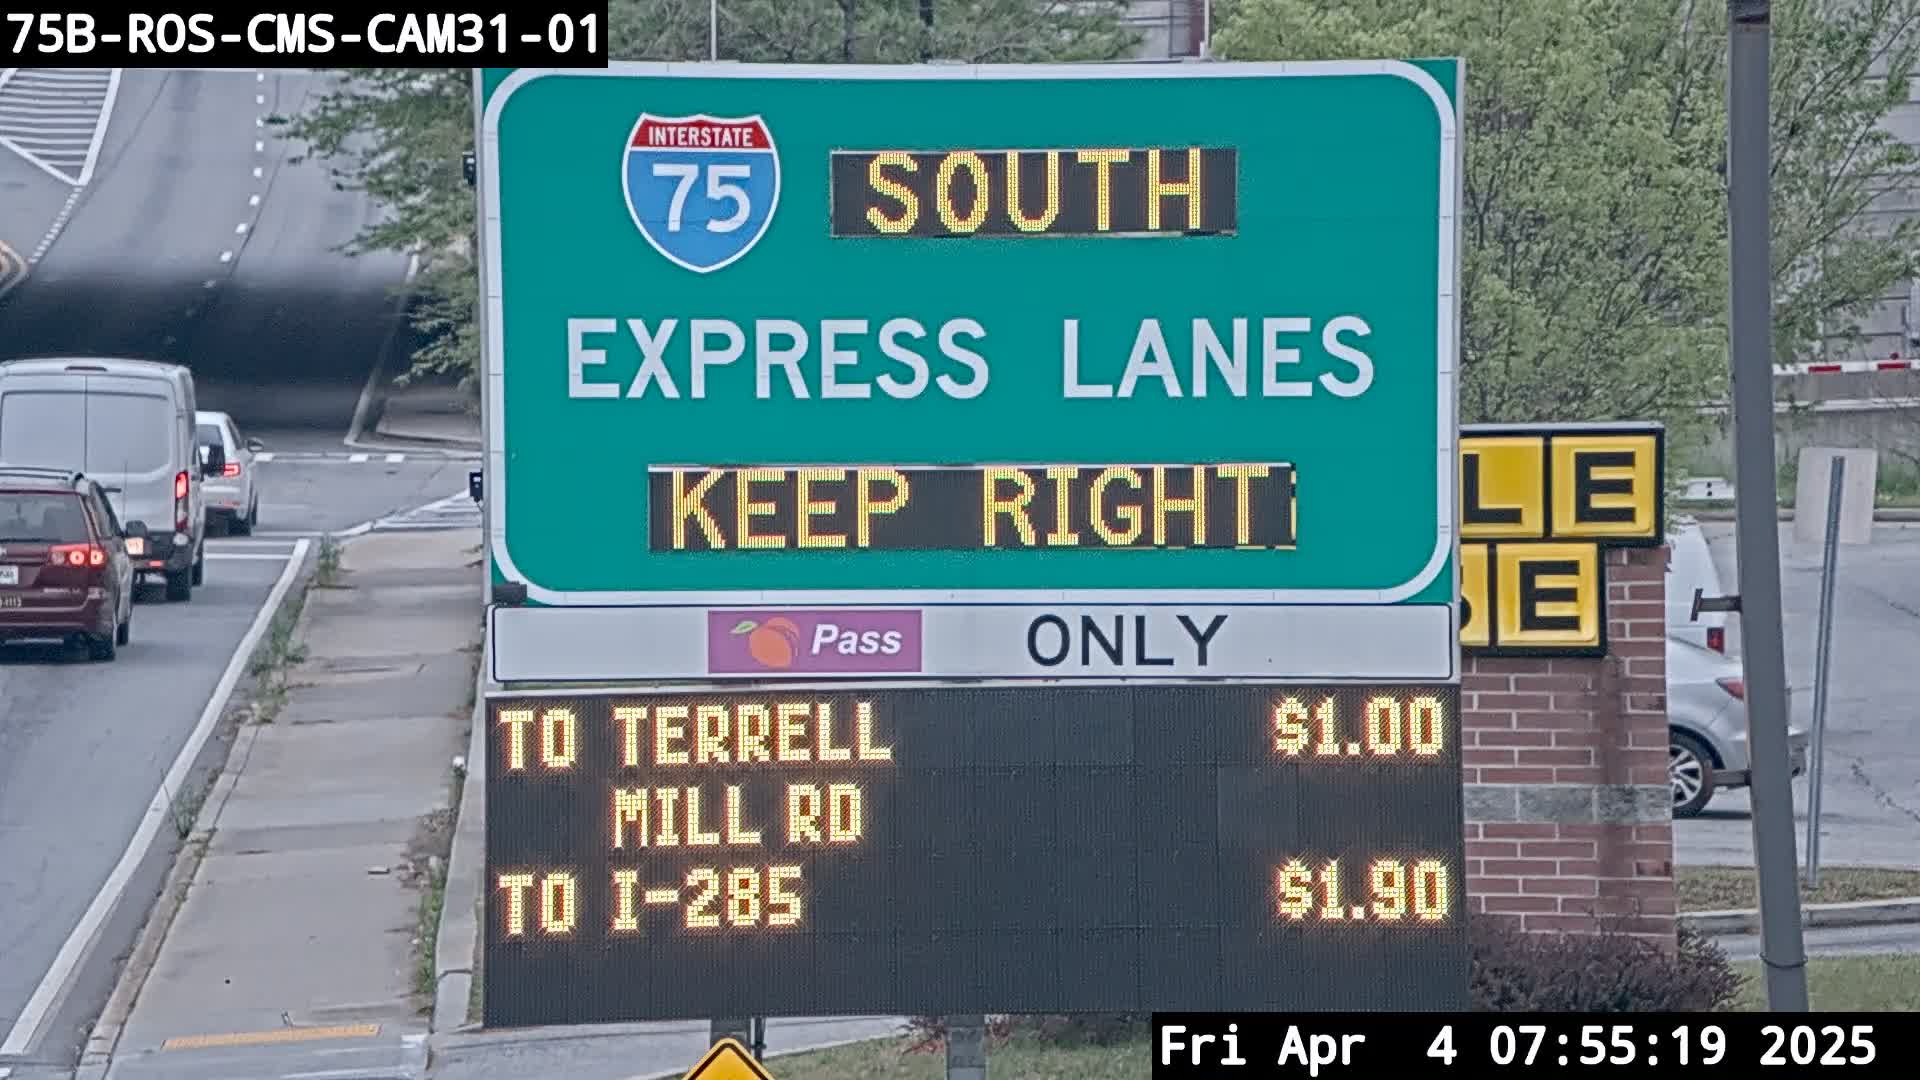 75B-ROS-CMS-CAM31-01
INTERSTATE
75
SOUTH
EXPRESS LANES
KEEP RIGHT
Pass ONLY
TO TERRELL $1.00
MILL RD
TO I-285 $1.90
LE
E
Fri Apr 4 07:55:19 2025